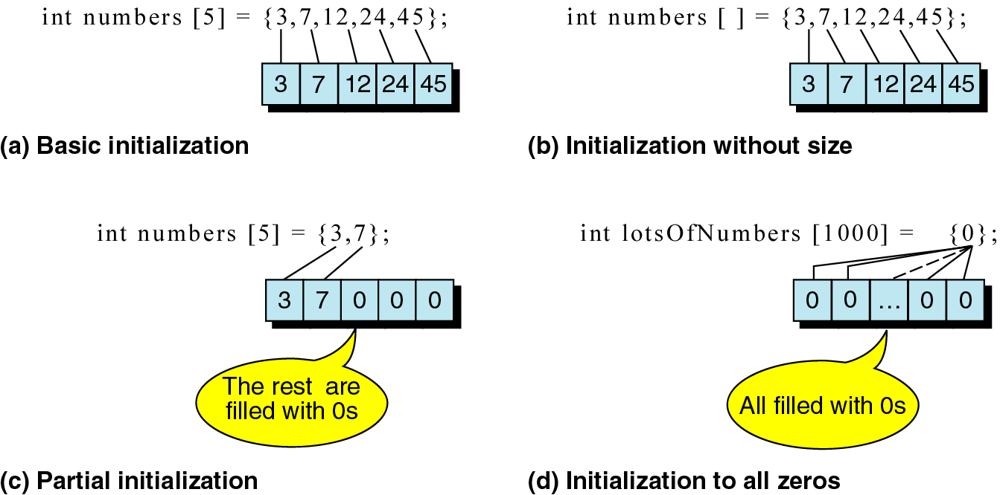 int numbers [5] = {3,7,12,24,45};
3 7 12 24 45
(a) Basic initialization
int numbers [ ] = {3,7,12,24,45};
3 7 12 24 45
(b) Initialization without size
int numbers [5] = {3,7};
3 7 0 0 0
The rest are
filled with 0s
(c) Partial initialization
int lotsOfNumbers [1000] = {0};
0 0 ... 0 0
All filled with 0s
(d) Initialization to all zeros